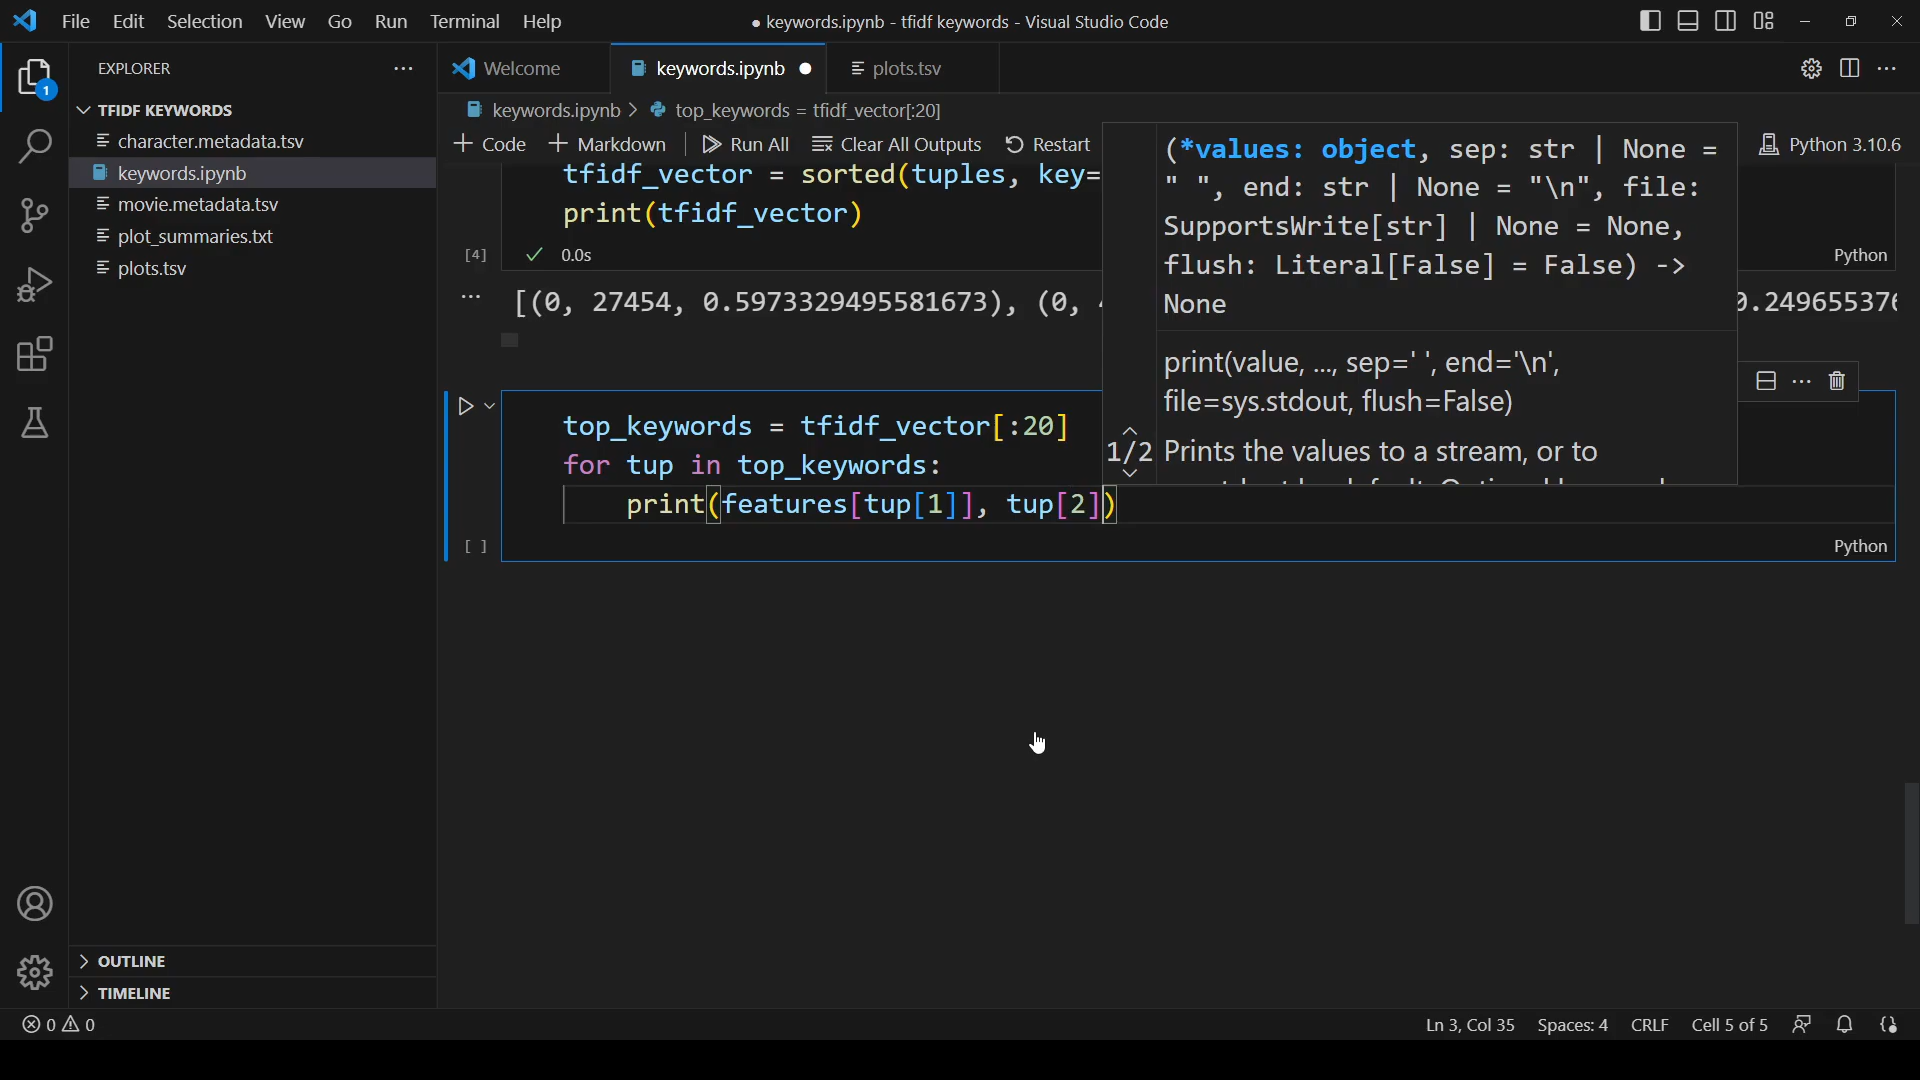 File Edit Selection View Go Run Terminal Help
● keywords.ipynb - tfidf keywords - Visual Studio Code
EXPLORER
Welcome
keywords.ipynb
plots.tsv
TFIDF KEYWORDS
character.metadata.tsv
keywords.ipynb
movie.metadata.tsv
plot_summaries.txt
plots.tsv
keywords.ipynb > top_keywords = tfidf_vector[:20]
+ Code + Markdown Run All Clear All Outputs Restart
Python 3.10.6
tfidf_vector = sorted(tuples, key=
print(tfidf_vector)
[4] 0.0s
Python
[(0, 27454, 0.5973329495581673), (0,
0.24965537
(*values: object, sep: str | None =
" ", end: str | None = "\n", file:
SupportsWrite[str] | None = None,
flush: Literal[False] = False) ->
None
print(value, ..., sep=' ', end='\n',
file=sys.stdout, flush=False)
1/2
Prints the values to a stream, or to
top_keywords = tfidf_vector[:20]
for tup in top_keywords:
print(features[tup[1]], tup[2])
[ ]
Python
OUTLINE
TIMELINE
0 0
Ln 3, Col 35 Spaces: 4 CRLF Cell 5 of 5
1